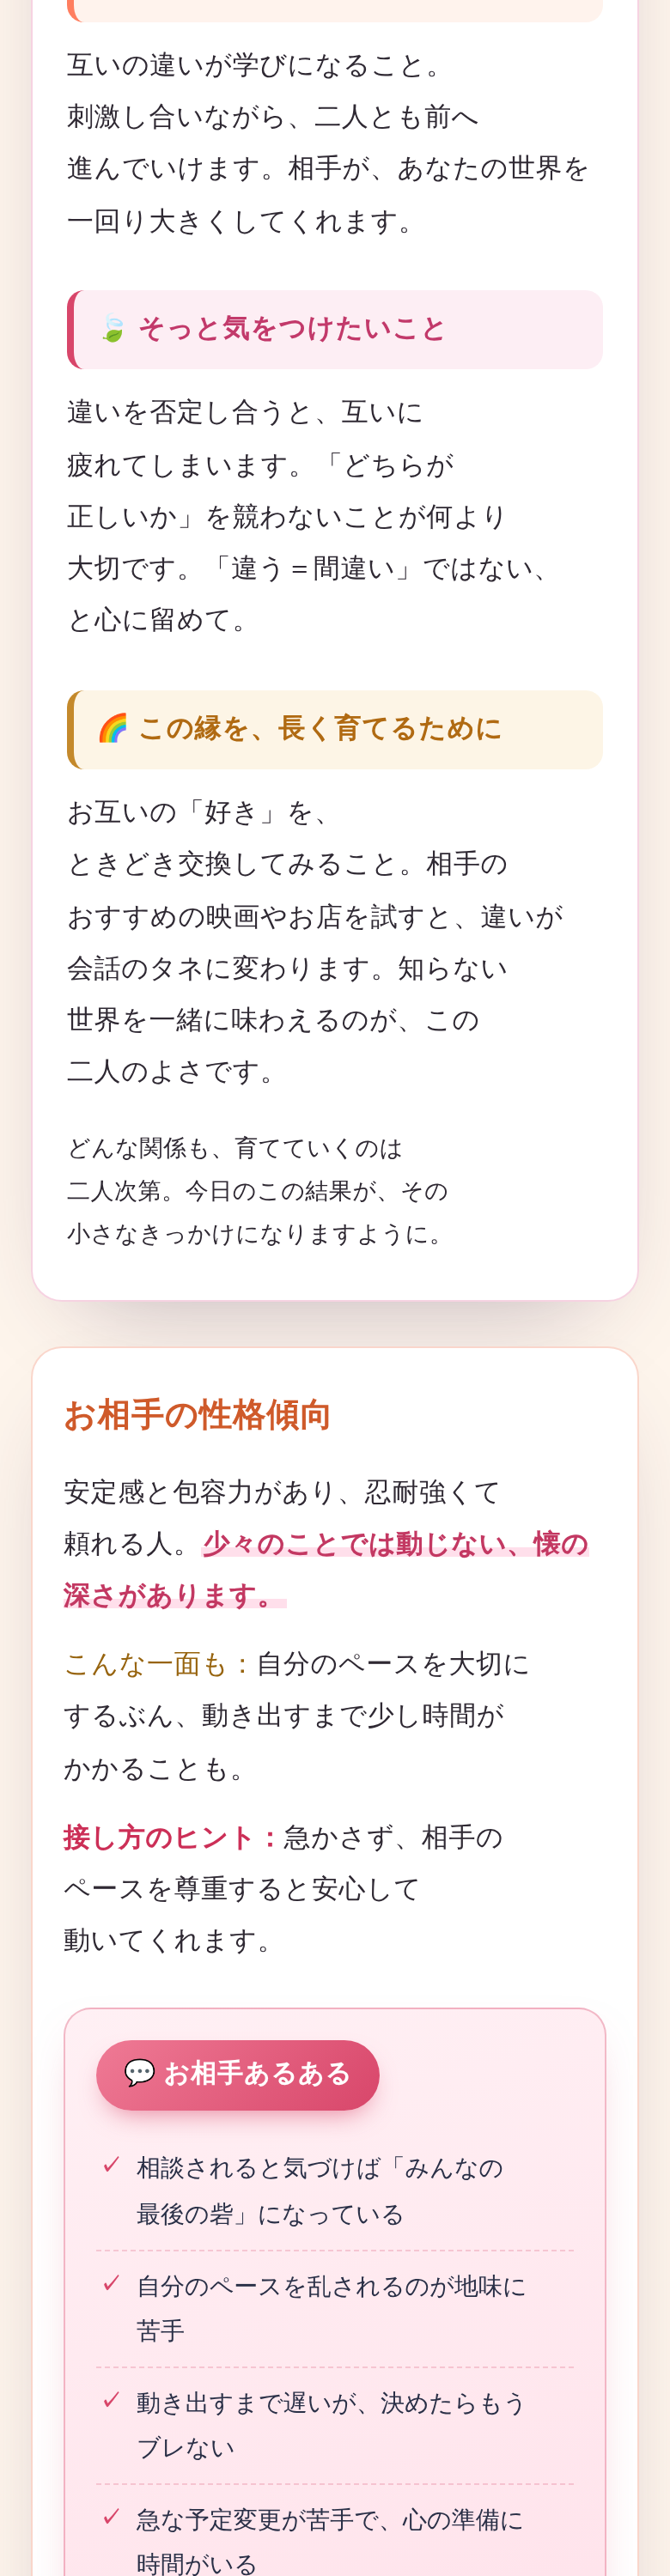 互いの違いが学びになること。
刺激し合いながら、二人とも前へ
進んでいけます。相手が、あなたの世界を
一回り大きくしてくれます。
🍃 そっと気をつけたいこと
違いを否定し合うと、互いに
疲れてしまいます。「どちらが
正しいか」を競わないことが何より
大切です。「違う＝間違い」ではない、
と心に留めて。
🌈 この縁を、長く育てるために
お互いの「好き」を、
ときどき交換してみること。相手の
おすすめの映画やお店を試すと、違いが
会話のタネに変わります。知らない
世界を一緒に味わえるのが、この
二人のよさです。
どんな関係も、育てていくのは
二人次第。今日のこの結果が、その
小さなきっかけになりますように。
お相手の性格傾向
安定感と包容力があり、忍耐強くて
頼れる人。少々のことでは動じない、懐の
深さがあります。
こんな一面も：自分のペースを大切に
するぶん、動き出すまで少し時間が
かかることも。
接し方のヒント：急かさず、相手の
ペースを尊重すると安心して
動いてくれます。
💬 お相手あるある
✓ 相談されると気づけば「みんなの
最後の砦」になっている
✓ 自分のペースを乱されるのが地味に
苦手
✓ 動き出すまで遅いが、決めたらもう
ブレない
✓ 急な予定変更が苦手で、心の準備に
時間がいる